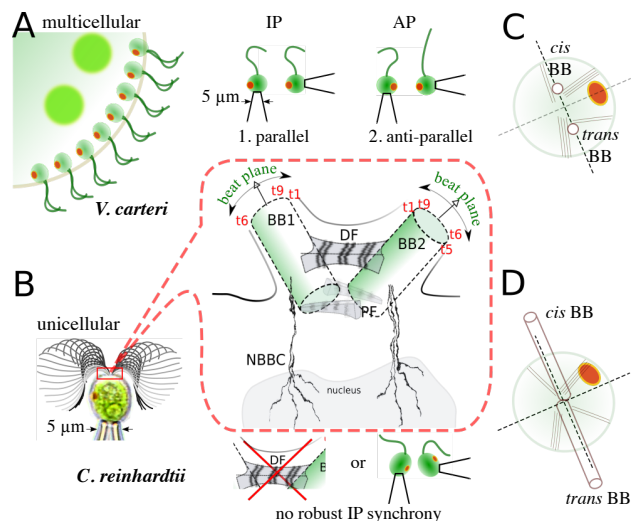 A
multicellular
V. carteri
IP
AP
5 µm
1. parallel
2. anti-parallel
C
cis
BB
trans
BB
beat plane
t9
t1
t6
BB1
DF
beat plane
t1
t9
BB2
t6
t5
PF
NBBC
nucleus
B
unicellular
5 µm
C. reinhardtii
DF
B
or
no robust IP synchrony
D
cis BB
trans BB